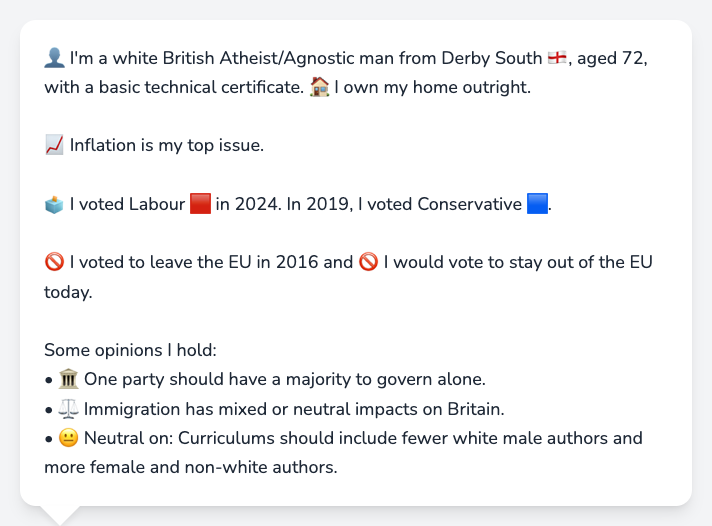 👤 I'm a white British Atheist/Agnostic man from Derby South 🏴󠁧󠁢󠁥󠁮󠁧󠁿, aged 72,
with a basic technical certificate. 🏠 I own my home outright.
📈 Inflation is my top issue.
🗳️ I voted Labour 🟥 in 2024. In 2019, I voted Conservative 🟦.
🚫 I voted to leave the EU in 2016 and 🚫 I would vote to stay out of the EU
today.
Some opinions I hold:
• 🏛️ One party should have a majority to govern alone.
• ⚖️ Immigration has mixed or neutral impacts on Britain.
• 😐 Neutral on: Curriculums should include fewer white male authors and
more female and non-white authors.